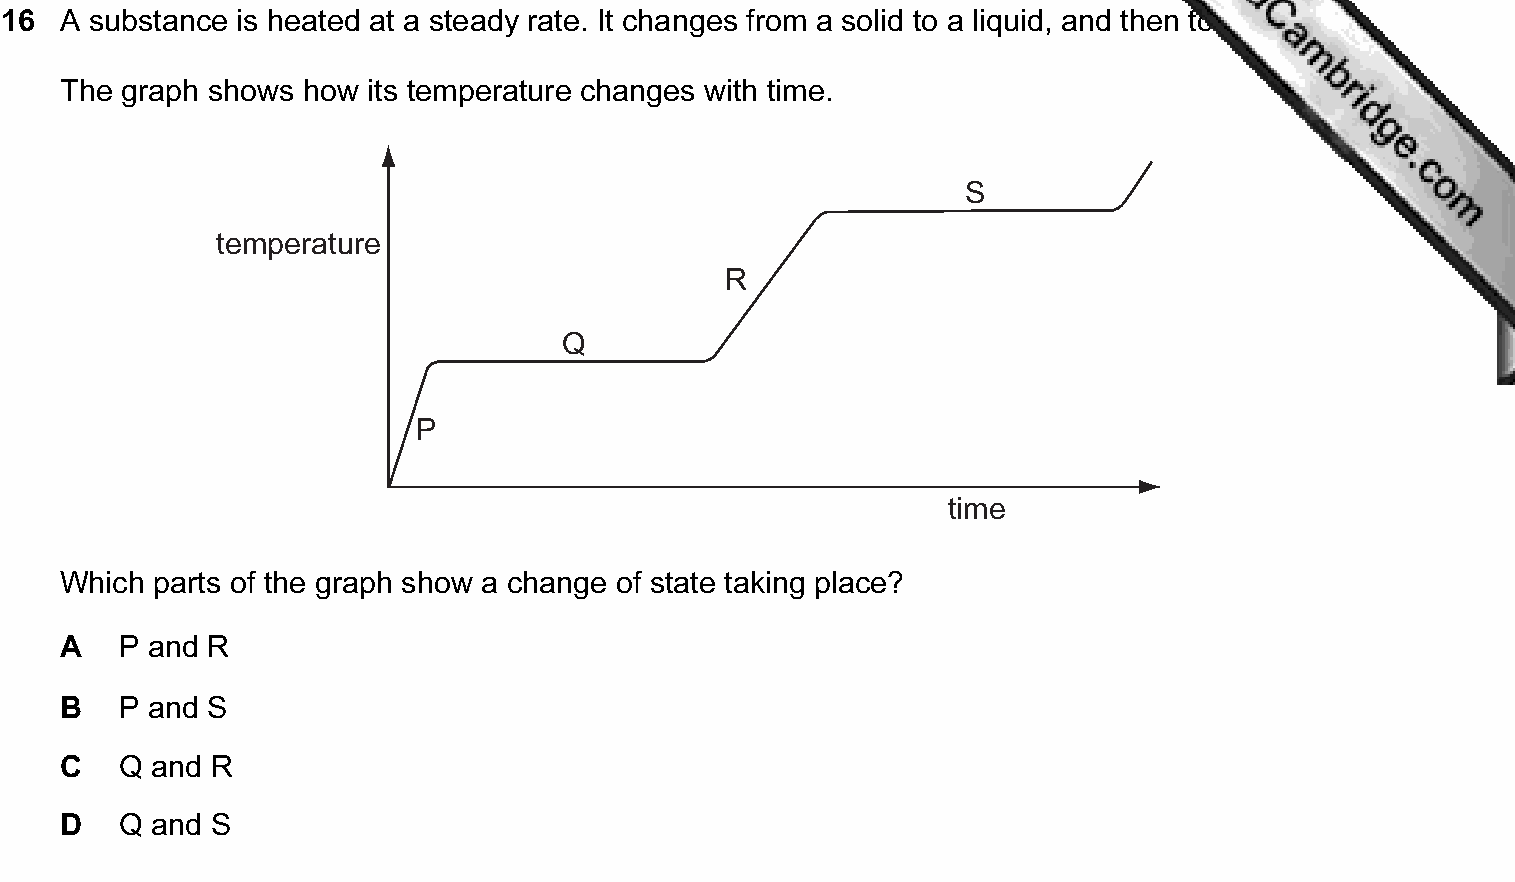 16 A substance is heated at a steady rate. It changes from a solid to a liquid, and then
The graph shows how its temperature changes with time.
S
temperature
R
Q
P
time
Which parts of the graph show a change of state taking place?
A P and R
B P and S
C Q and R
D Q and S
Cambridge.com